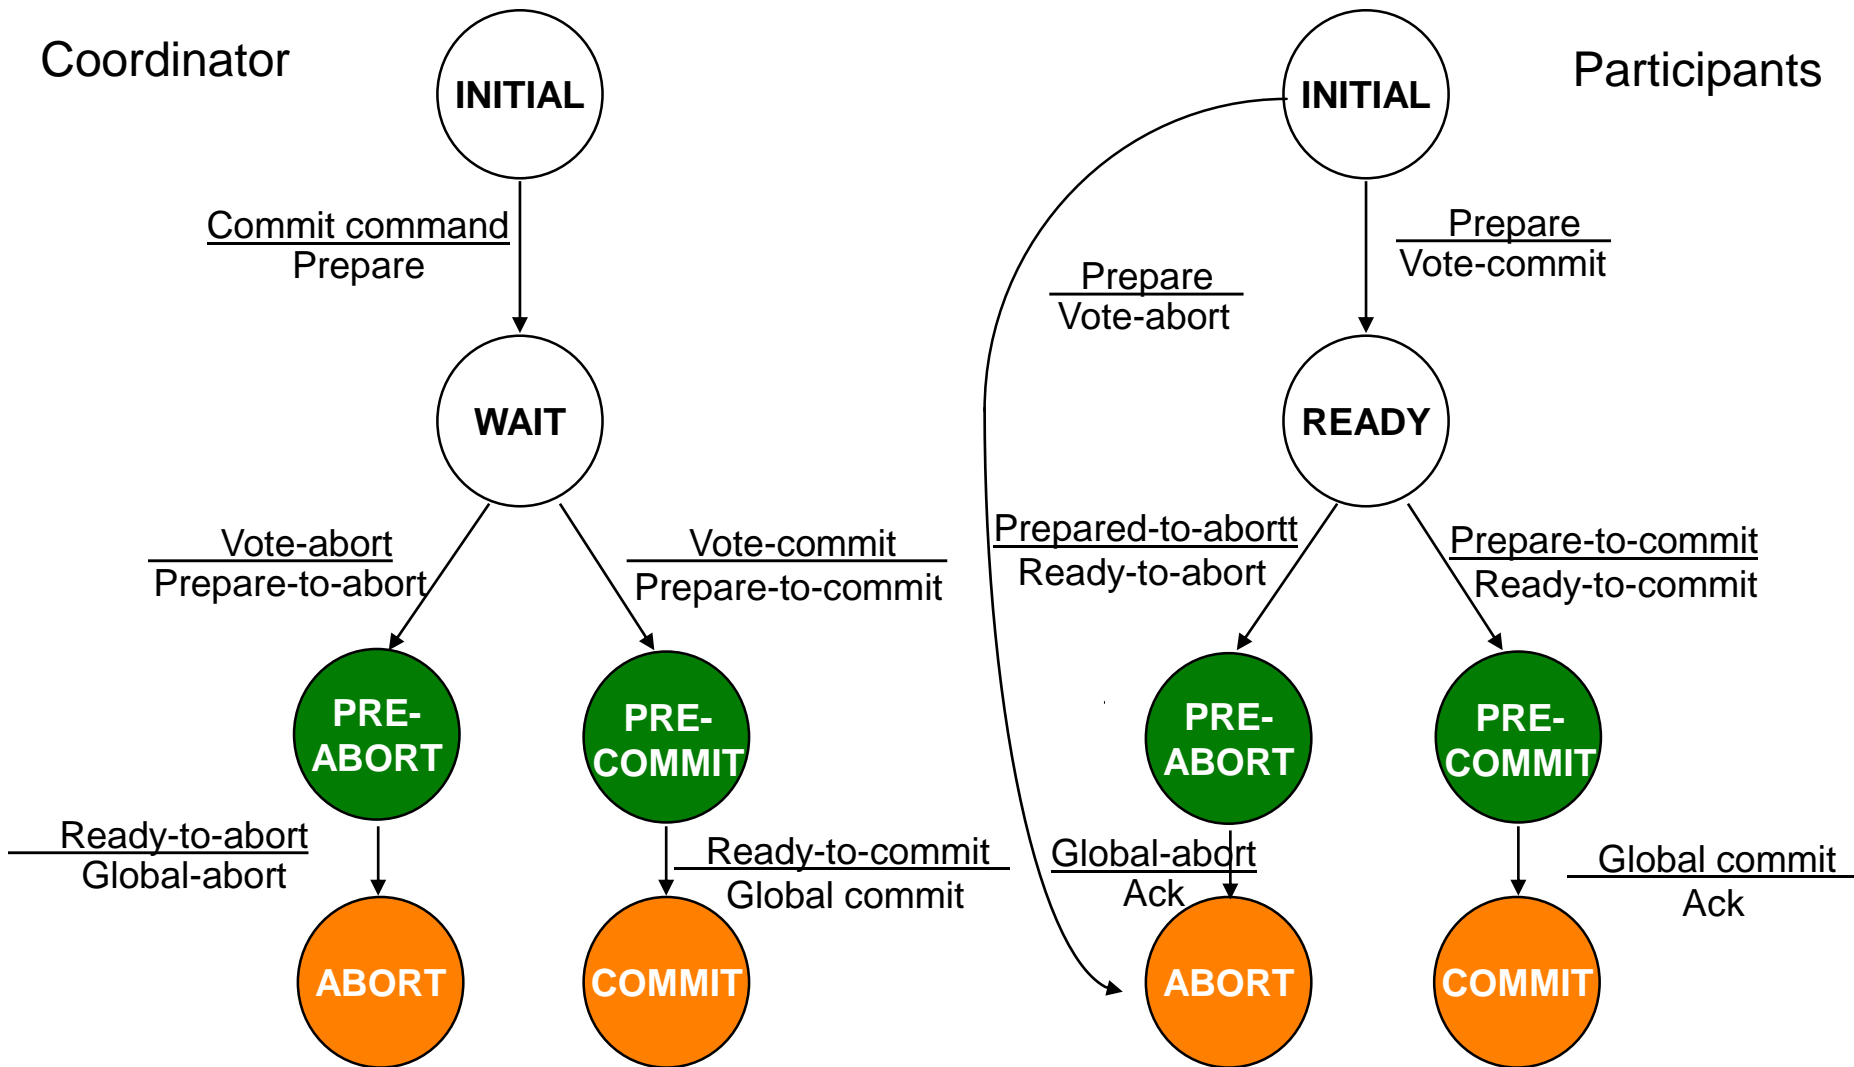 Coordinator
INITIAL
Commit command
Prepare
WAIT
Vote-abort
Prepare-to-abort
Vote-commit
Prepare-to-commit
PRE-
ABORT
PRE-
COMMIT
Ready-to-abort
Global-abort
Ready-to-commit
Global commit
ABORT
COMMIT
Participants
INITIAL
Prepare
Vote-commit
Prepare
Vote-abort
READY
Prepared-to-abortt
Ready-to-abort
Prepare-to-commit
Ready-to-commit
PRE-
ABORT
PRE-
COMMIT
Global-abort
Ack
Global commit
Ack
ABORT
COMMIT